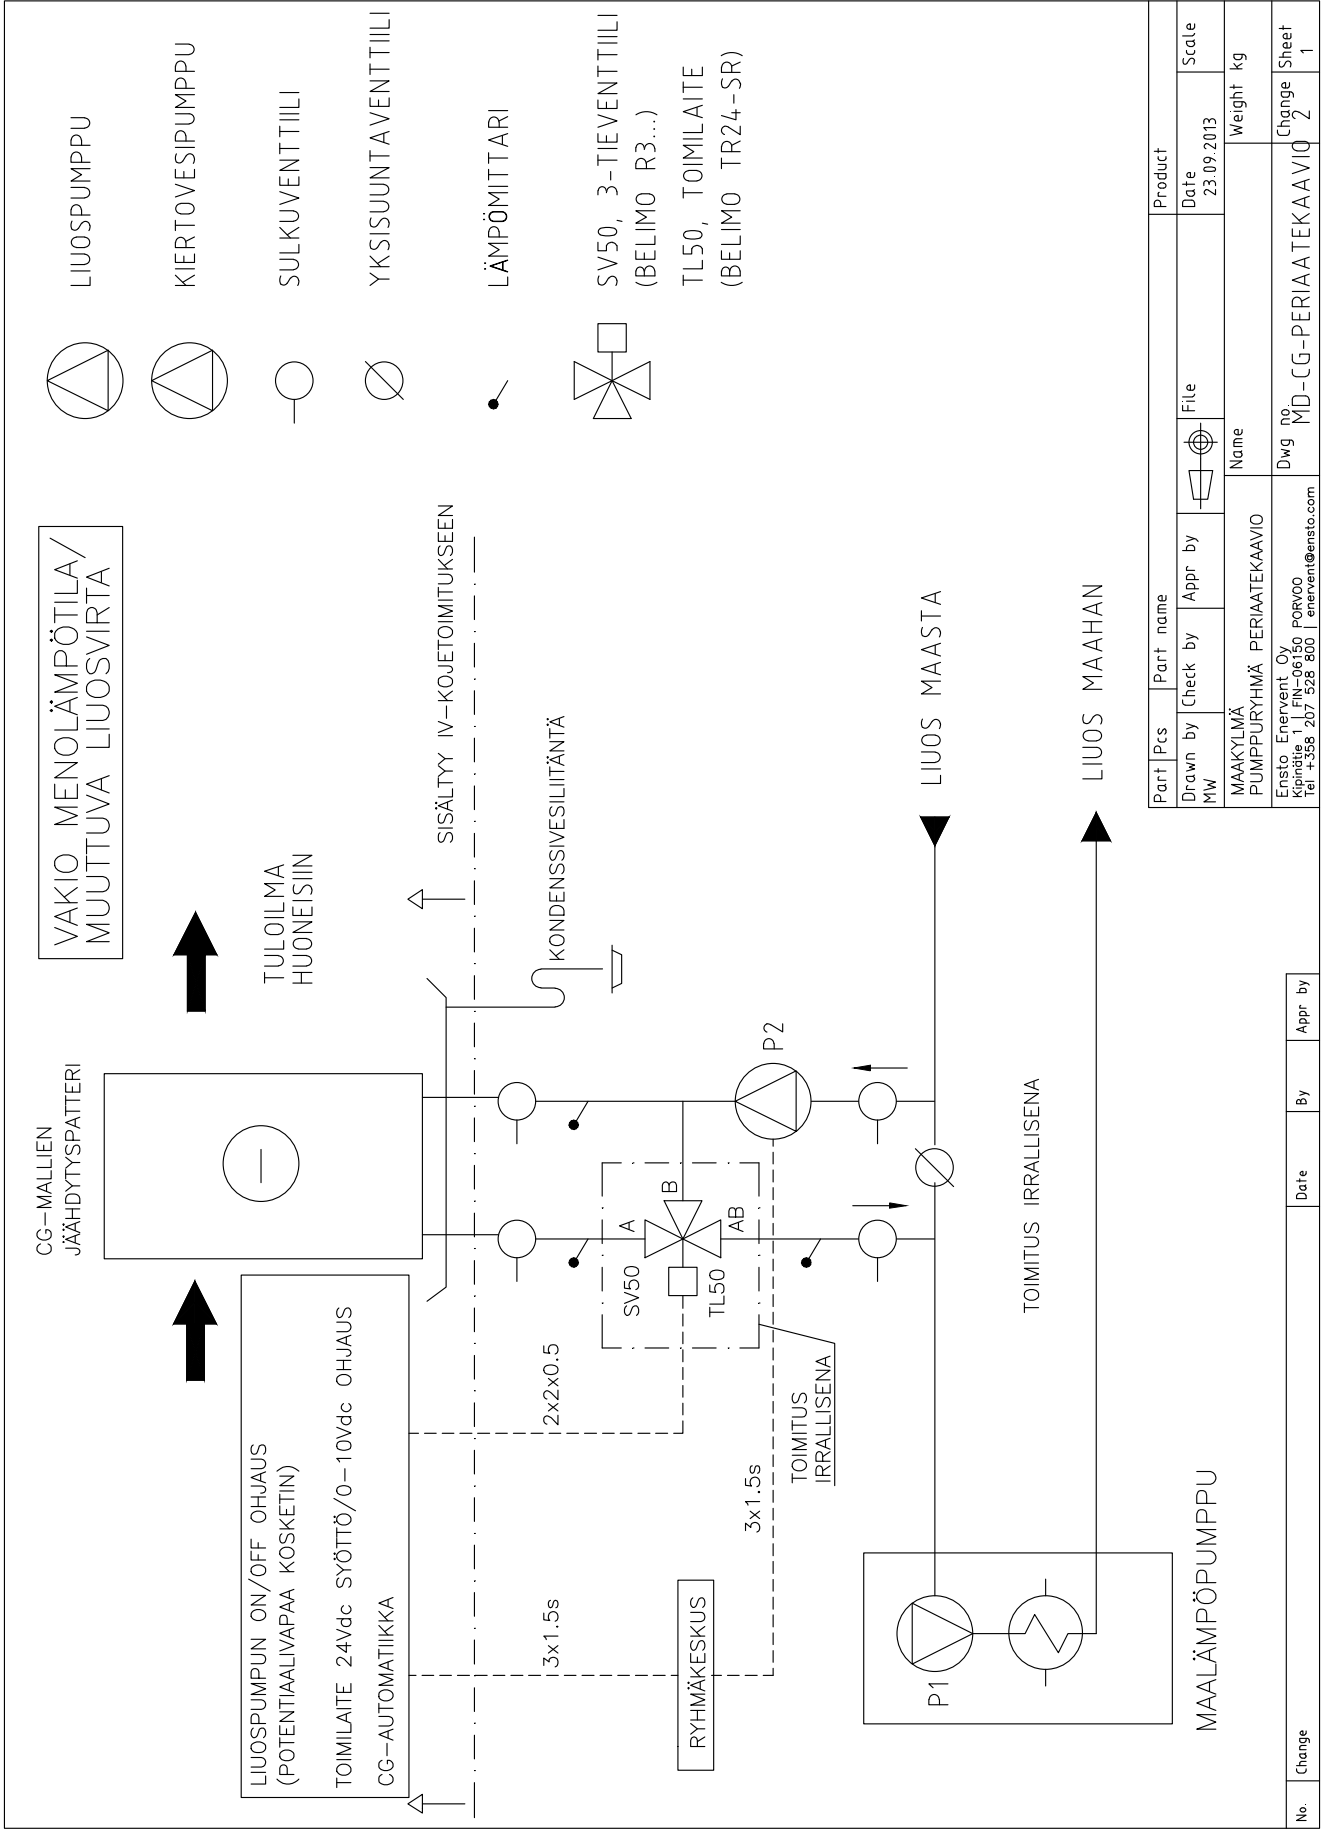 VAKIO MENOLÄMPÖTILA/
MUUTTUVA LIUOSVIRTA
LIUOSPUMPPU
KIERTOVESIPUMPPU
SULKUVENTTIILI
YKSISUUNTAVENTTIILI
LÄMPÖMITTARI
SV50, 3-TIEVENTTIILI
(BELIMO R3...)
TL50, TOIMILAITE
(BELIMO TR24-SR)
CG-MALLIEN
JÄÄHDYTYSPATTERI
TULOILMA
HUONEISIIN
LIUOSPUMPUN ON/OFF OHJAUS
(POTENTIAALIVAPAA KOSKETIN)
TOIMILAITE 24Vdc SYÖTTÖ/0-10Vdc OHJAUS
CG-AUTOMATIIKKA
SISÄLTYY IV-KOJETOIMITUKSEEN
KONDENSSIVESILIITÄNTÄ
3x1.5s
2x2x0.5
SV50
A
B
AB
TL50
P2
RYHMÄKESKUS
3x1.5s
TOIMITUS
IRRALLISENA
LIUOS MAASTA
TOIMITUS IRRALLISENA
LIUOS MAAHAN
P1
MAALÄMPÖPUMPPU
Part
Pcs
Part name
Product
Drawn by
MW
Check by
Appr by
File
Date
23.09.2013
Scale
MAAKYLMÄ
PUMPPURYHMÄ PERIAATEKAAVIO
Name
Weight kg
Ensto Enervent Oy
Kipinätie 1 | FIN-06150 PORVOO
Tel +358 207 528 800 | enervent@ensto.com
Dwg no.
MD-CG-PERIAATEKAAVIO
Change
2
Sheet
1
No.
Change
Date
By
Appr by